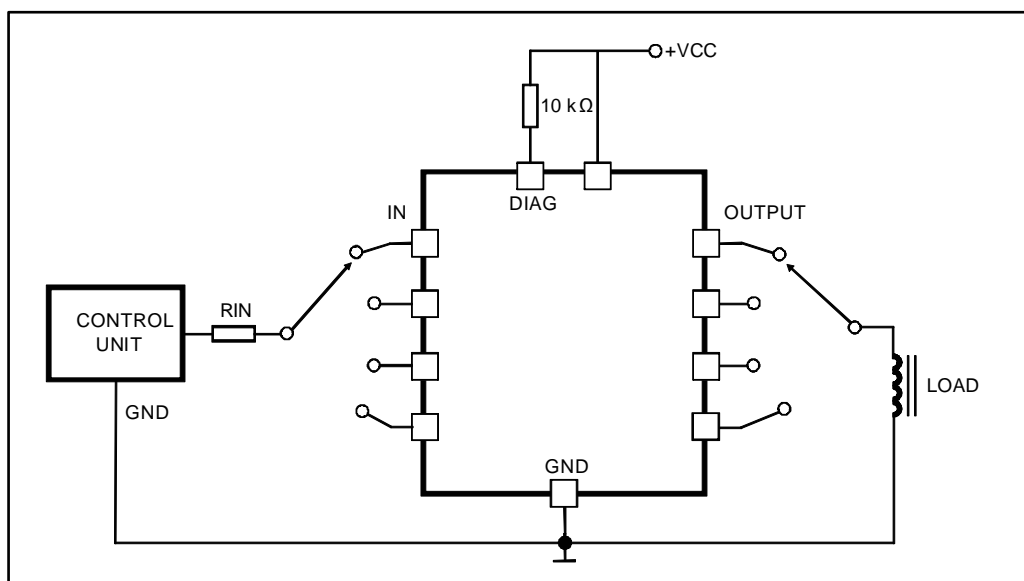 +VCC
10 kΩ
DIAG
IN
OUTPUT
RIN
CONTROL
UNIT
LOAD
GND
GND